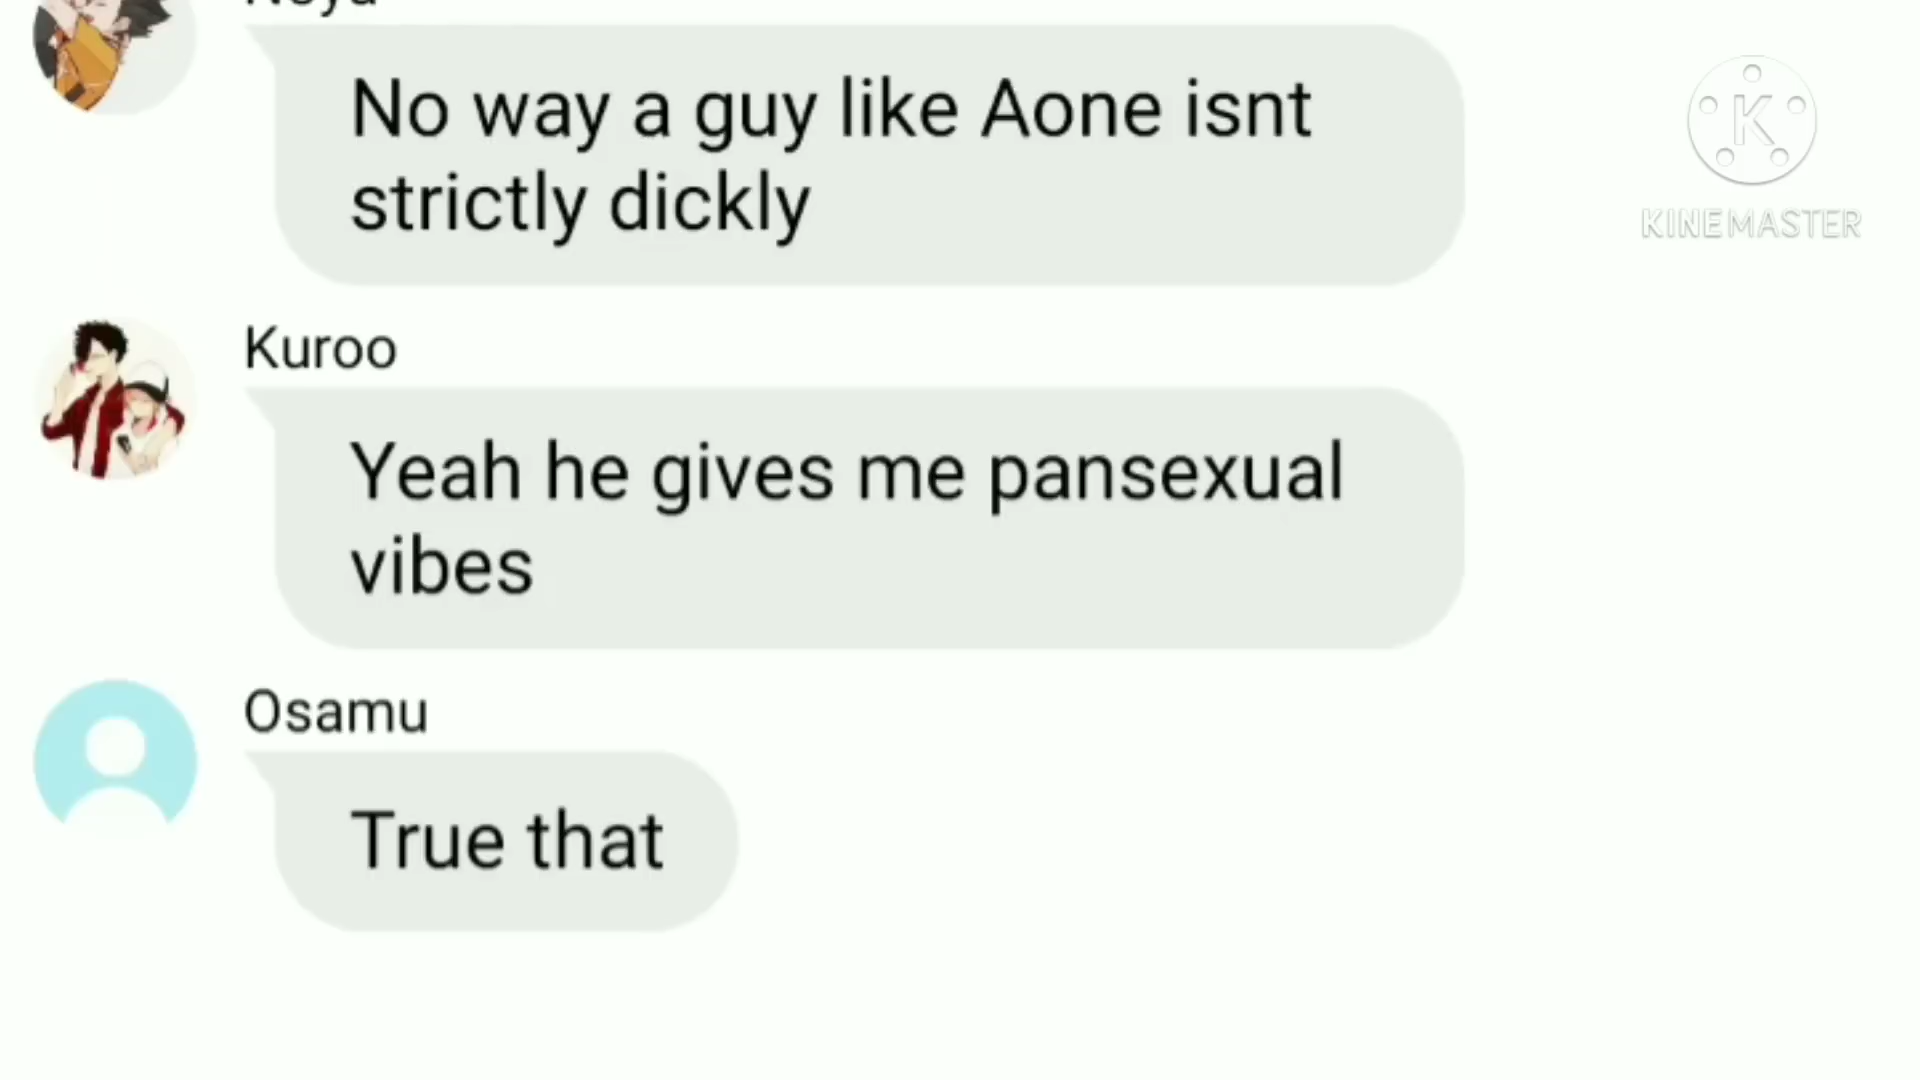 Noya
No way a guy like Aone isnt
strictly dickly
K
KINEMASTER
Kuroo
Yeah he gives me pansexual
vibes
Osamu
True that